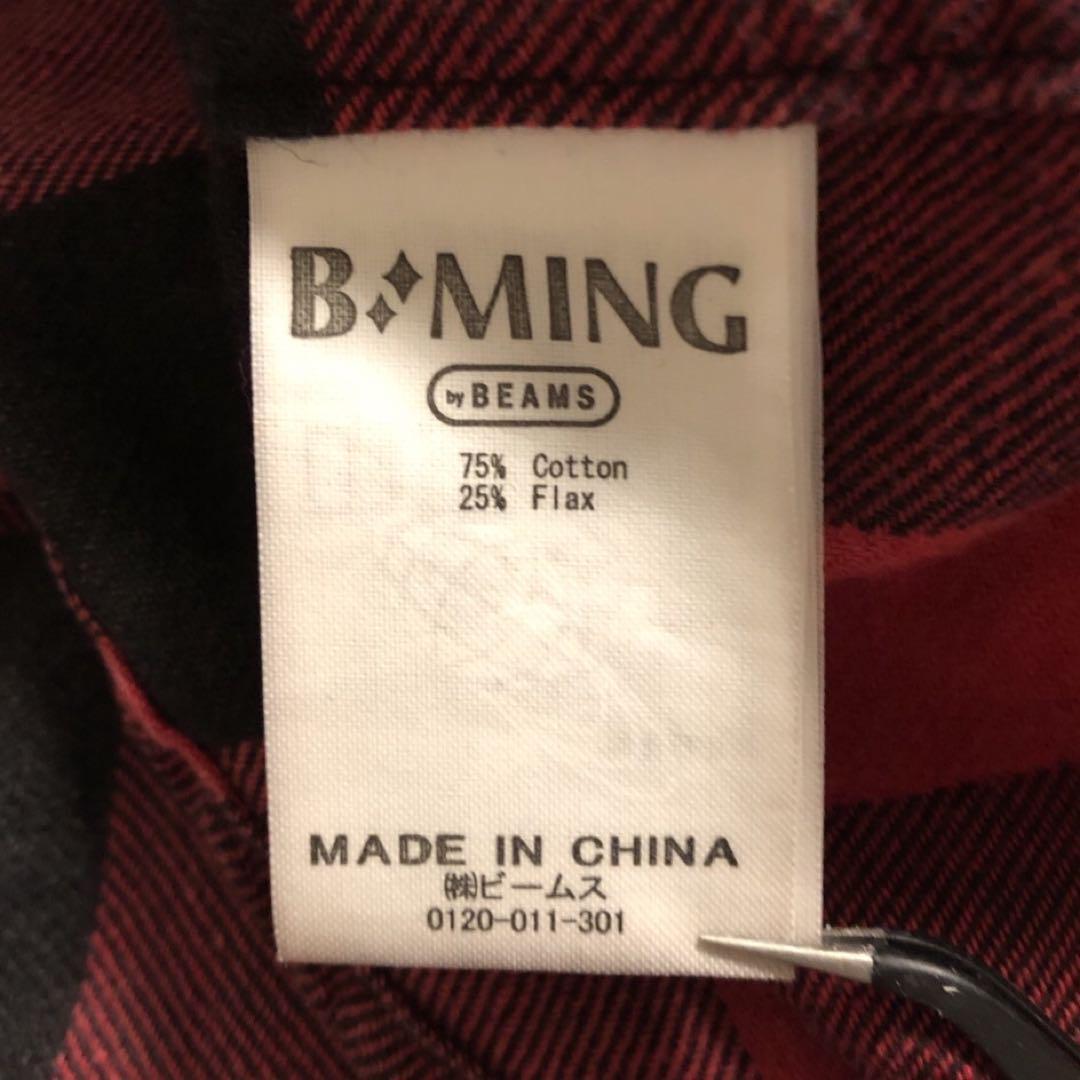 B MING
by BEAMS
75% Cotton
25% Flax
MADE IN CHINA
㈱ビームス
0120-011-301